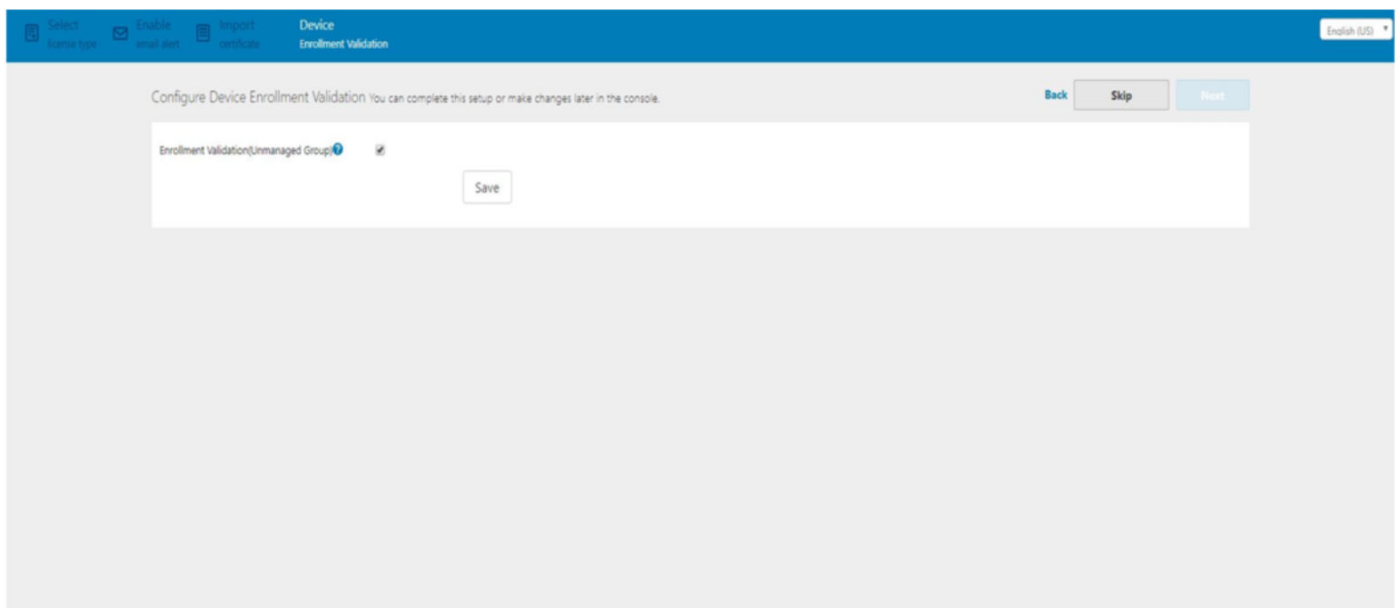 Select
license type
Enable
email alert
Import
certificate
Device
Enrollment Validation
English (US)
Configure Device Enrollment Validation You can complete this setup or make changes later in the console.
Back
Skip
Next
Enrollment Validation(Unmanaged Group)?
Save